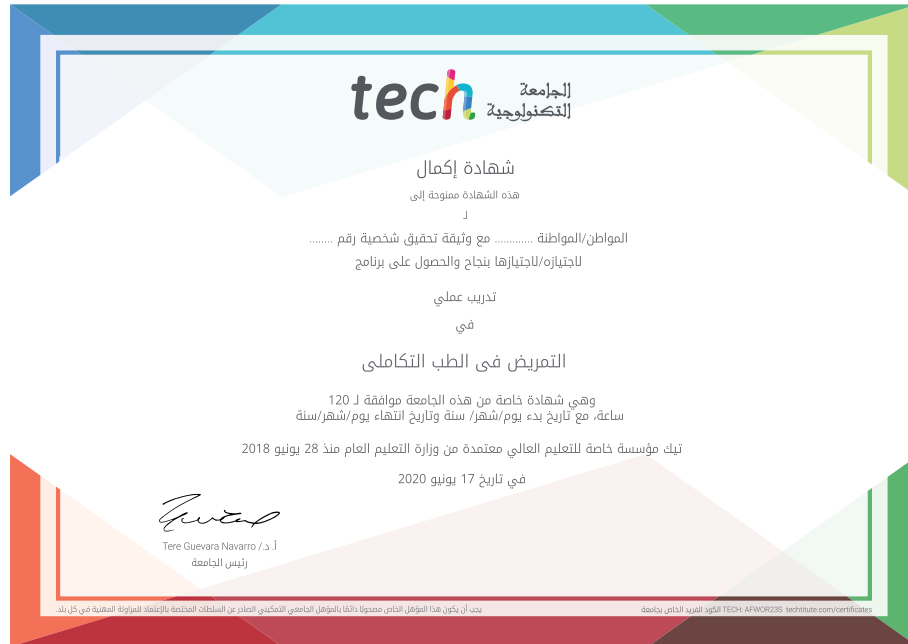 tech الجامعة
التكنولوجية
شهادة إكمال
هذه الشهادة ممنوحة إلى
لـ
المواطن/المواطنة ............. مع وثيقة تحقيق شخصية رقم ........
لاجتيازه/لاجتيازها بنجاح والحصول على برنامج
تدريب عملي
في
التمريض في الطب التكاملي
وهي شهادة خاصة من هذه الجامعة موافقة لـ 120
ساعة، مع تاريخ بدء يوم/شهر/ سنة وتاريخ انتهاء يوم/شهر/سنة
تيك مؤسسة خاصة للتعليم العالي معتمدة من وزارة التعليم العام منذ 28 يونيو 2018
في تاريخ 17 يونيو 2020
أ. د./ Tere Guevara Navarro
رئيس الجامعة
يجب أن يكون هذا المؤهل الخاص مصحوبًا دائمًا بالمؤهل الجامعي التمكيني الصادر عن السلطات المختصة بالإعتماد للمزاولة المهنية في كل بلد.
الكود الفريد الخاص بجامعة TECH: AFWOR23S techtitute.com/certificates